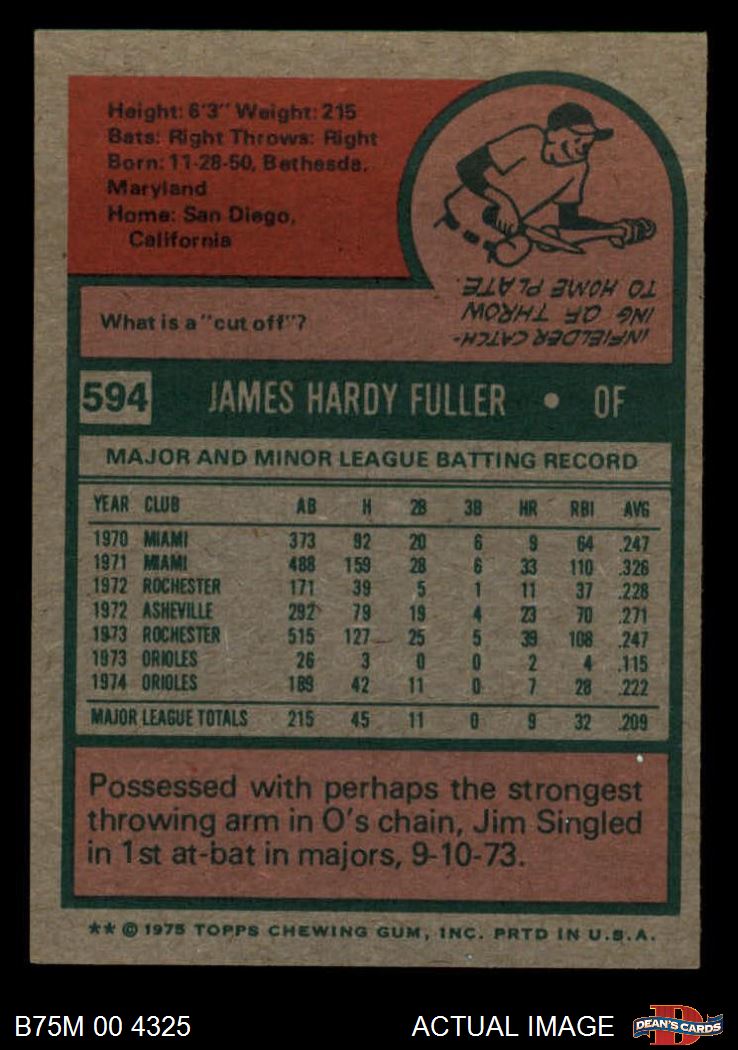 Height: 6'3" Weight: 215
Bats: Right Throws: Right
Born: 11-28-50, Bethesda,
Maryland
Home: San Diego,
California
What is a "cut off"?
INFIELDER CATCH-
ING OF THROW
TO HOME PLATE.
594 JAMES HARDY FULLER • OF
MAJOR AND MINOR LEAGUE BATTING RECORD
YEAR CLUB AB H 2B 3B HR RBI AVG
1970 MIAMI 373 92 20 6 9 64 .247
1971 MIAMI 488 159 28 6 33 110 .326
1972 ROCHESTER 171 39 5 1 11 37 .228
1972 ASHEVILLE 292 79 19 4 23 70 .271
1973 ROCHESTER 515 127 25 5 39 108 .247
1973 ORIOLES 26 3 0 0 2 4 .115
1974 ORIOLES 189 42 11 0 7 28 .222
MAJOR LEAGUE TOTALS 215 45 11 0 9 32 .209
Possessed with perhaps the strongest
throwing arm in O's chain, Jim Singled
in 1st at-bat in majors, 9-10-73.
** © 1975 TOPPS CHEWING GUM, INC. PRTD IN U.S.A.
B75M 00 4325 ACTUAL IMAGE D DEAN'S CARDS